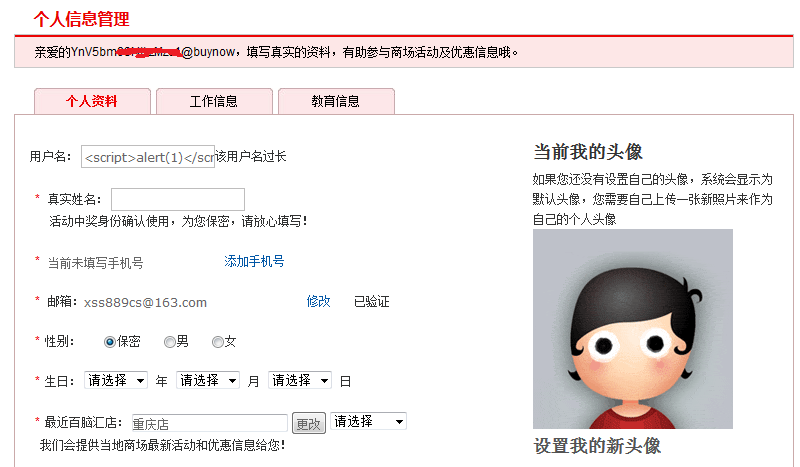 个人信息管理
亲爱的YnV5bm @buynow，填写真实的资料，有助参与商场活动及优惠信息哦。
个人资料
工作信息
教育信息
用户名： <script>alert(1)</scr该用户名过长
* 真实姓名：
活动中奖身份确认使用，为您保密，请放心填写！
* 当前未填写手机号 添加手机号
* 邮箱：xss889cs@163.com 修改 已验证
* 性别： 保密 男 女
* 生日： 请选择 年 请选择 月 请选择 日
* 最近百脑汇店： 重庆店 更改 请选择
我们会提供当地商场最新活动和优惠信息给您！
当前我的头像
如果您还没有设置自己的头像，系统会显示为
默认头像，您需要自己上传一张新照片来作为
自己的个人头像
设置我的新头像